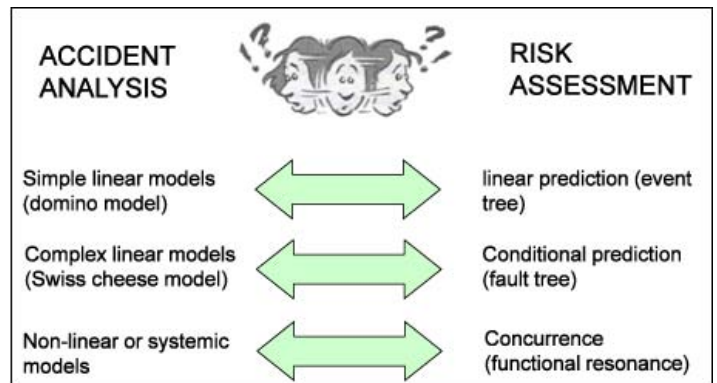 ACCIDENT
ANALYSIS
? ? ? ?
RISK
ASSESSMENT
Simple linear models
(domino model)
linear prediction (event
tree)
Complex linear models
(Swiss cheese model)
Conditional prediction
(fault tree)
Non-linear or systemic
models
Concurrence
(functional resonance)